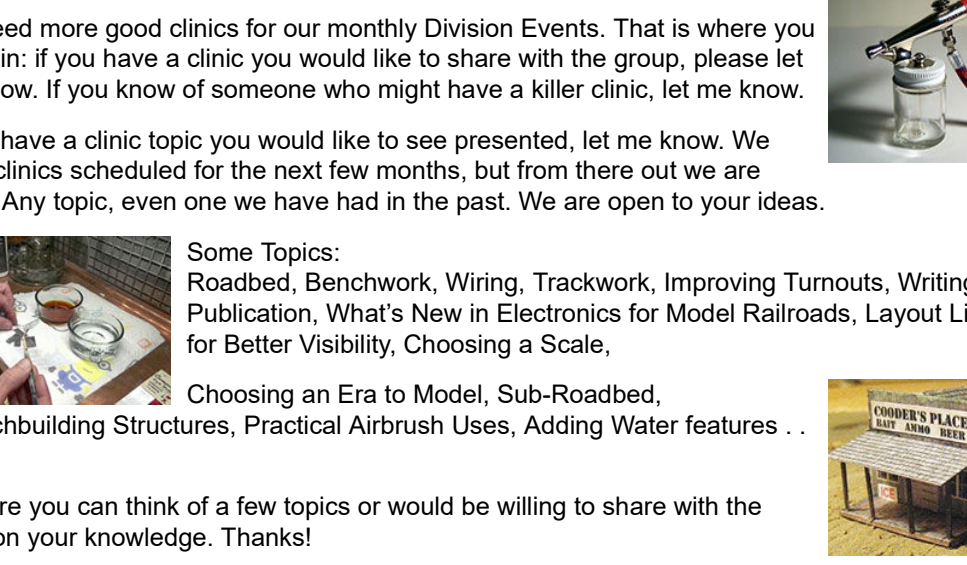 eed more good clinics for our monthly Division Events. That is where you
in: if you have a clinic you would like to share with the group, please let
ow. If you know of someone who might have a killer clinic, let me know.
have a clinic topic you would like to see presented, let me know. We
clinics scheduled for the next few months, but from there out we are
Any topic, even one we have had in the past. We are open to your ideas.
Some Topics:
Roadbed, Benchwork, Wiring, Trackwork, Improving Turnouts, Writing
Publication, What’s New in Electronics for Model Railroads, Layout Li
for Better Visibility, Choosing a Scale,
Choosing an Era to Model, Sub-Roadbed,
chbuilding Structures, Practical Airbrush Uses, Adding Water features . .
re you can think of a few topics or would be willing to share with the
on your knowledge. Thanks!
COODER'S PLACE
BAIT AMMO BEER
ICE